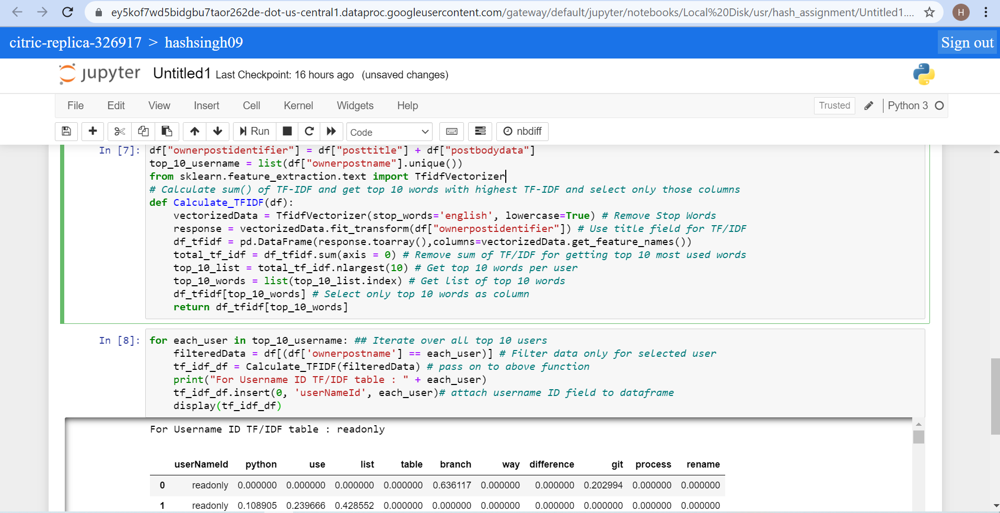 ey5kof7wd5bidgbu7taor262de-dot-us-central1.dataproc.googleusercontent.com/gateway/default/jupyter/notebooks/Local%20Disk/usr/hash_assignment/Untitled1....
H
citric-replica-326917 > hashsingh09
Sign out
jupyter Untitled1 Last Checkpoint: 16 hours ago (unsaved changes)
File Edit View Insert Cell Kernel Widgets Help Trusted Python 3
Run Code nbdiff
In [7]: df["ownerpostidentifier"] = df["posttitle"] + df["postbodydata"]
top_10_username = list(df["ownerpostname"].unique())
from sklearn.feature_extraction.text import TfidfVectorizer
# Calculate sum() of TF-IDF and get top 10 words with highest TF-IDF and select only those columns
def Calculate_TFIDF(df):
    vectorizedData = TfidfVectorizer(stop_words='english', lowercase=True) # Remove Stop Words
    response = vectorizedData.fit_transform(df["ownerpostidentifier"]) # Use title field for TF/IDF
    df_tfidf = pd.DataFrame(response.toarray(),columns=vectorizedData.get_feature_names())
    total_tf_idf = df_tfidf.sum(axis = 0) # Remove sum of TF/IDF for getting top 10 most used words
    top_10_list = total_tf_idf.nlargest(10) # Get top 10 words per user
    top_10_words = list(top_10_list.index) # Get list of top 10 words
    df_tfidf[top_10_words] # Select only top 10 words as column
    return df_tfidf[top_10_words]
In [8]: for each_user in top_10_username: ## Iterate over all top 10 users
    filteredData = df[(df['ownerpostname'] == each_user)] # Filter data only for selected user
    tf_idf_df = Calculate_TFIDF(filteredData) # pass on to above function
    print("For Username ID TF/IDF table : " + each_user)
    tf_idf_df.insert(0, 'userNameId', each_user)# attach username ID field to dataframe
    display(tf_idf_df)
For Username ID TF/IDF table : readonly
userNameId python use list table branch way difference git process rename
0 readonly 0.000000 0.000000 0.000000 0.000000 0.636117 0.000000 0.000000 0.202994 0.000000 0.000000
1 readonly 0.108905 0.239666 0.428552 0.000000 0.000000 0.000000 0.000000 0.000000 0.000000 0.000000